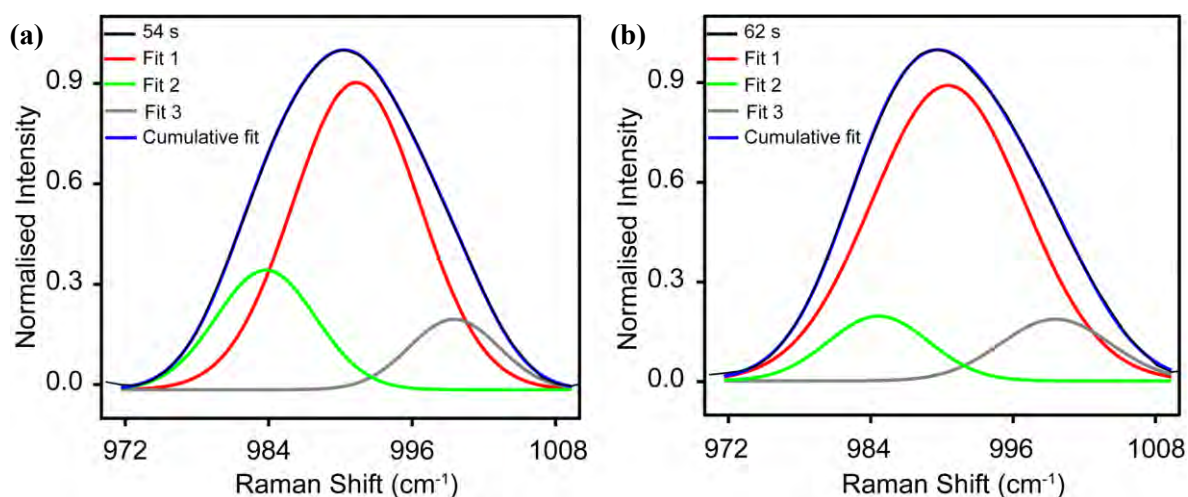 (a)
54 s
Fit 1
Fit 2
Fit 3
Cumulative fit
Normalised Intensity
0.9
0.6
0.3
0.0
972 984 996 1008
Raman Shift (cm⁻¹)
(b)
62 s
Fit 1
Fit 2
Fit 3
Cumulative fit
Normalised Intensity
0.9
0.6
0.3
0.0
972 984 996 1008
Raman Shift (cm⁻¹)